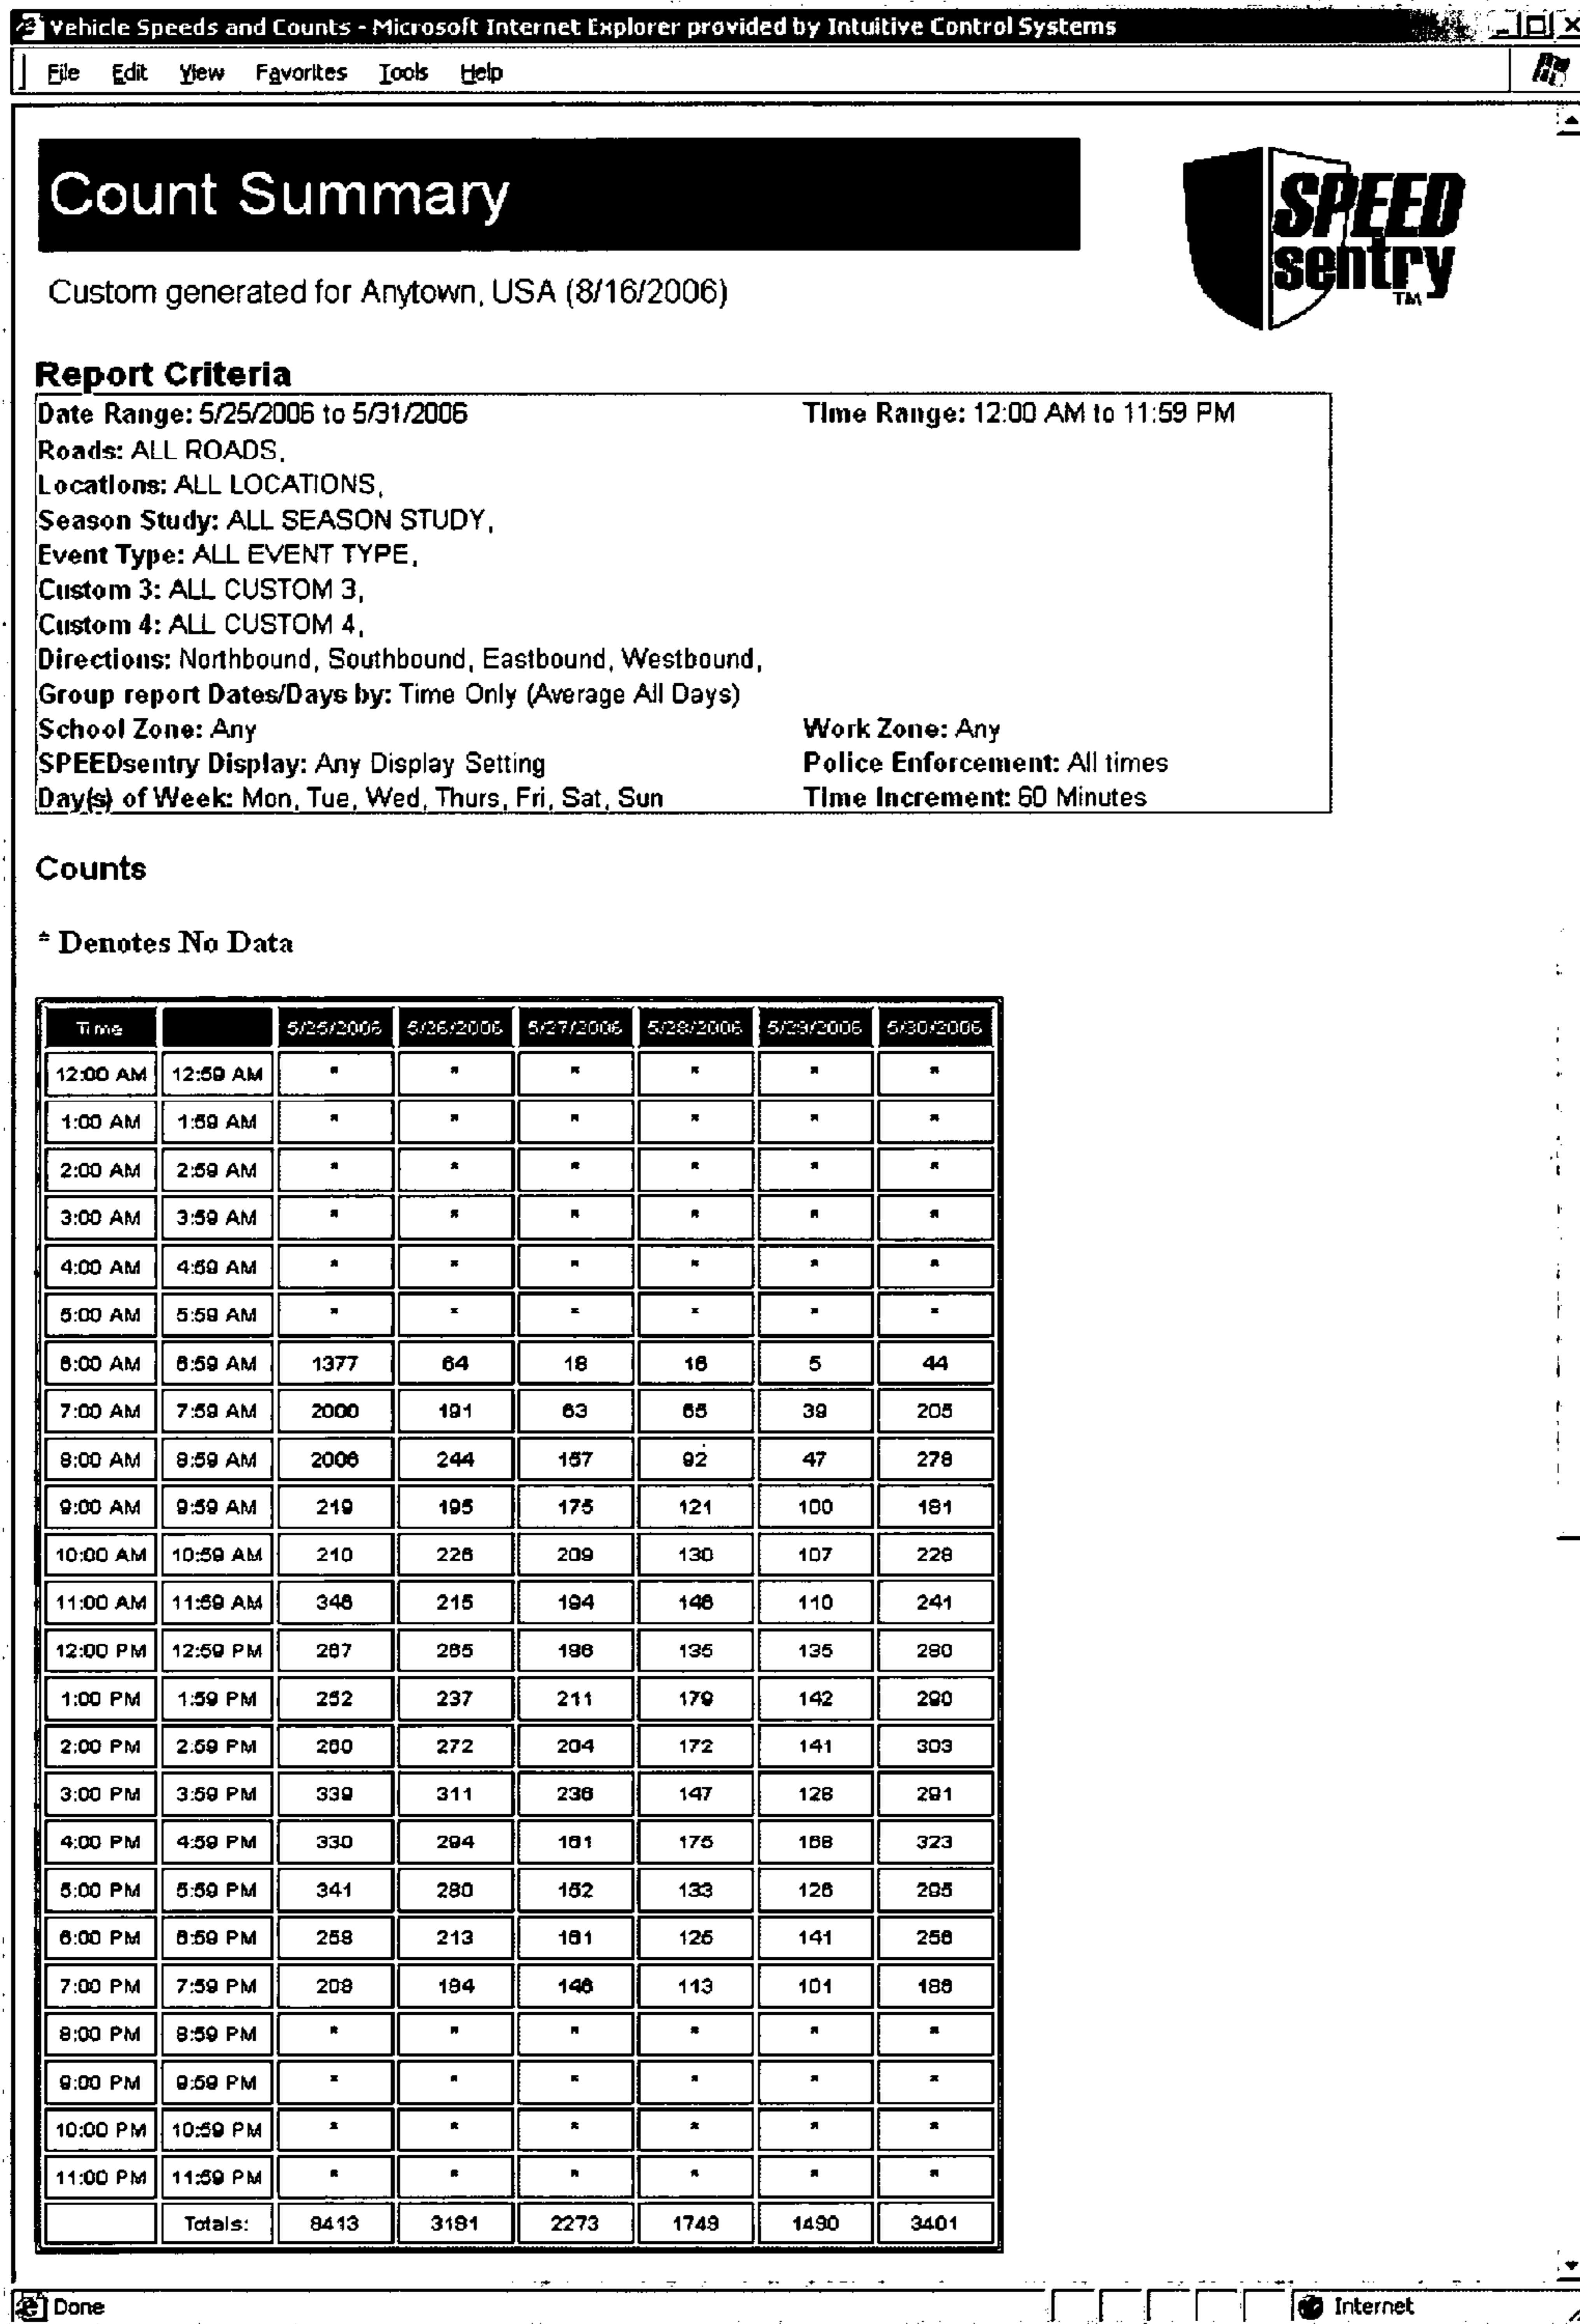 Vehicle Speeds and Counts - Microsoft Internet Explorer provided by Intuitive Control Systems
File Edit View Favorites Tools Help
Count Summary
SPEED
sentry
TM
Custom generated for Anytown, USA (8/16/2006)
Report Criteria
Date Range: 5/25/2006 to 5/31/2006 Time Range: 12:00 AM to 11:59 PM
Roads: ALL ROADS,
Locations: ALL LOCATIONS,
Season Study: ALL SEASON STUDY,
Event Type: ALL EVENT TYPE,
Custom 3: ALL CUSTOM 3,
Custom 4: ALL CUSTOM 4,
Directions: Northbound, Southbound, Eastbound, Westbound,
Group report Dates/Days by: Time Only (Average All Days)
School Zone: Any Work Zone: Any
SPEEDsentry Display: Any Display Setting Police Enforcement: All times
Day(s) of Week: Mon, Tue, Wed, Thurs, Fri, Sat, Sun Time Increment: 60 Minutes
Counts
* Denotes No Data
Time 5/25/2006 5/26/2006 5/27/2006 5/28/2006 5/29/2006 5/30/2006
12:00 AM 12:59 AM * * * * * *
1:00 AM 1:59 AM * * * * * *
2:00 AM 2:59 AM * * * * * *
3:00 AM 3:59 AM * * * * * *
4:00 AM 4:59 AM * * * * * *
5:00 AM 5:59 AM * * * * * *
6:00 AM 6:59 AM 1377 64 18 16 5 44
7:00 AM 7:59 AM 2000 191 63 65 39 205
8:00 AM 8:59 AM 2006 244 157 92 47 278
9:00 AM 9:59 AM 219 195 175 121 100 181
10:00 AM 10:59 AM 210 226 209 130 107 228
11:00 AM 11:59 AM 346 215 194 146 110 241
12:00 PM 12:59 PM 267 265 186 135 135 280
1:00 PM 1:59 PM 252 237 211 179 142 290
2:00 PM 2:59 PM 260 272 204 172 141 303
3:00 PM 3:59 PM 339 311 236 147 128 291
4:00 PM 4:59 PM 330 294 161 175 168 323
5:00 PM 5:59 PM 341 280 152 133 126 295
6:00 PM 6:59 PM 258 213 161 125 141 256
7:00 PM 7:59 PM 208 184 146 113 101 186
8:00 PM 8:59 PM * * * * * *
9:00 PM 9:59 PM * * * * * *
10:00 PM 10:59 PM * * * * * *
11:00 PM 11:59 PM * * * * * *
Totals: 8413 3191 2273 1749 1490 3401
Done Internet